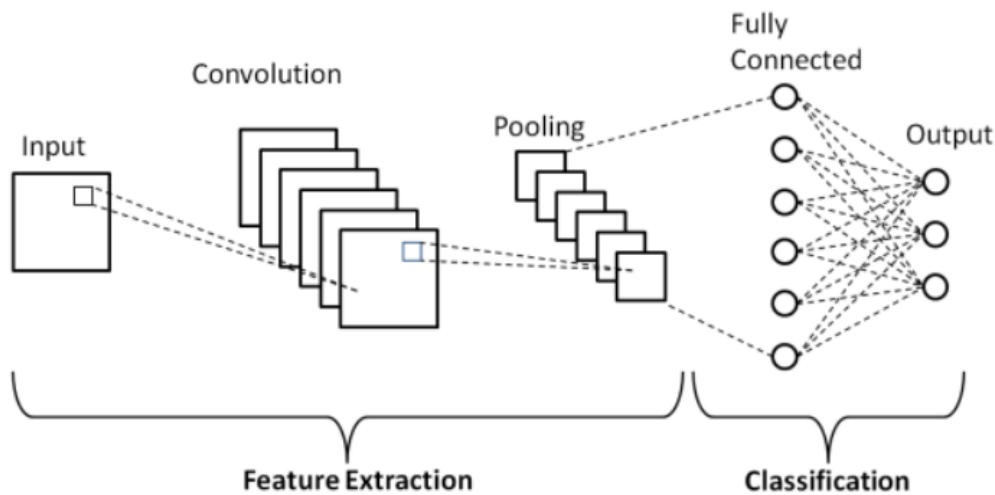 Input
Convolution
Pooling
Fully
Connected
Output
Feature Extraction
Classification